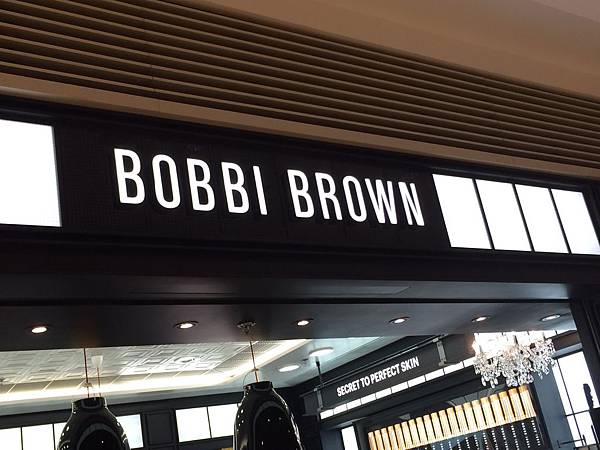 BOBBI BROWN
SECRET TO PERFECT SKIN